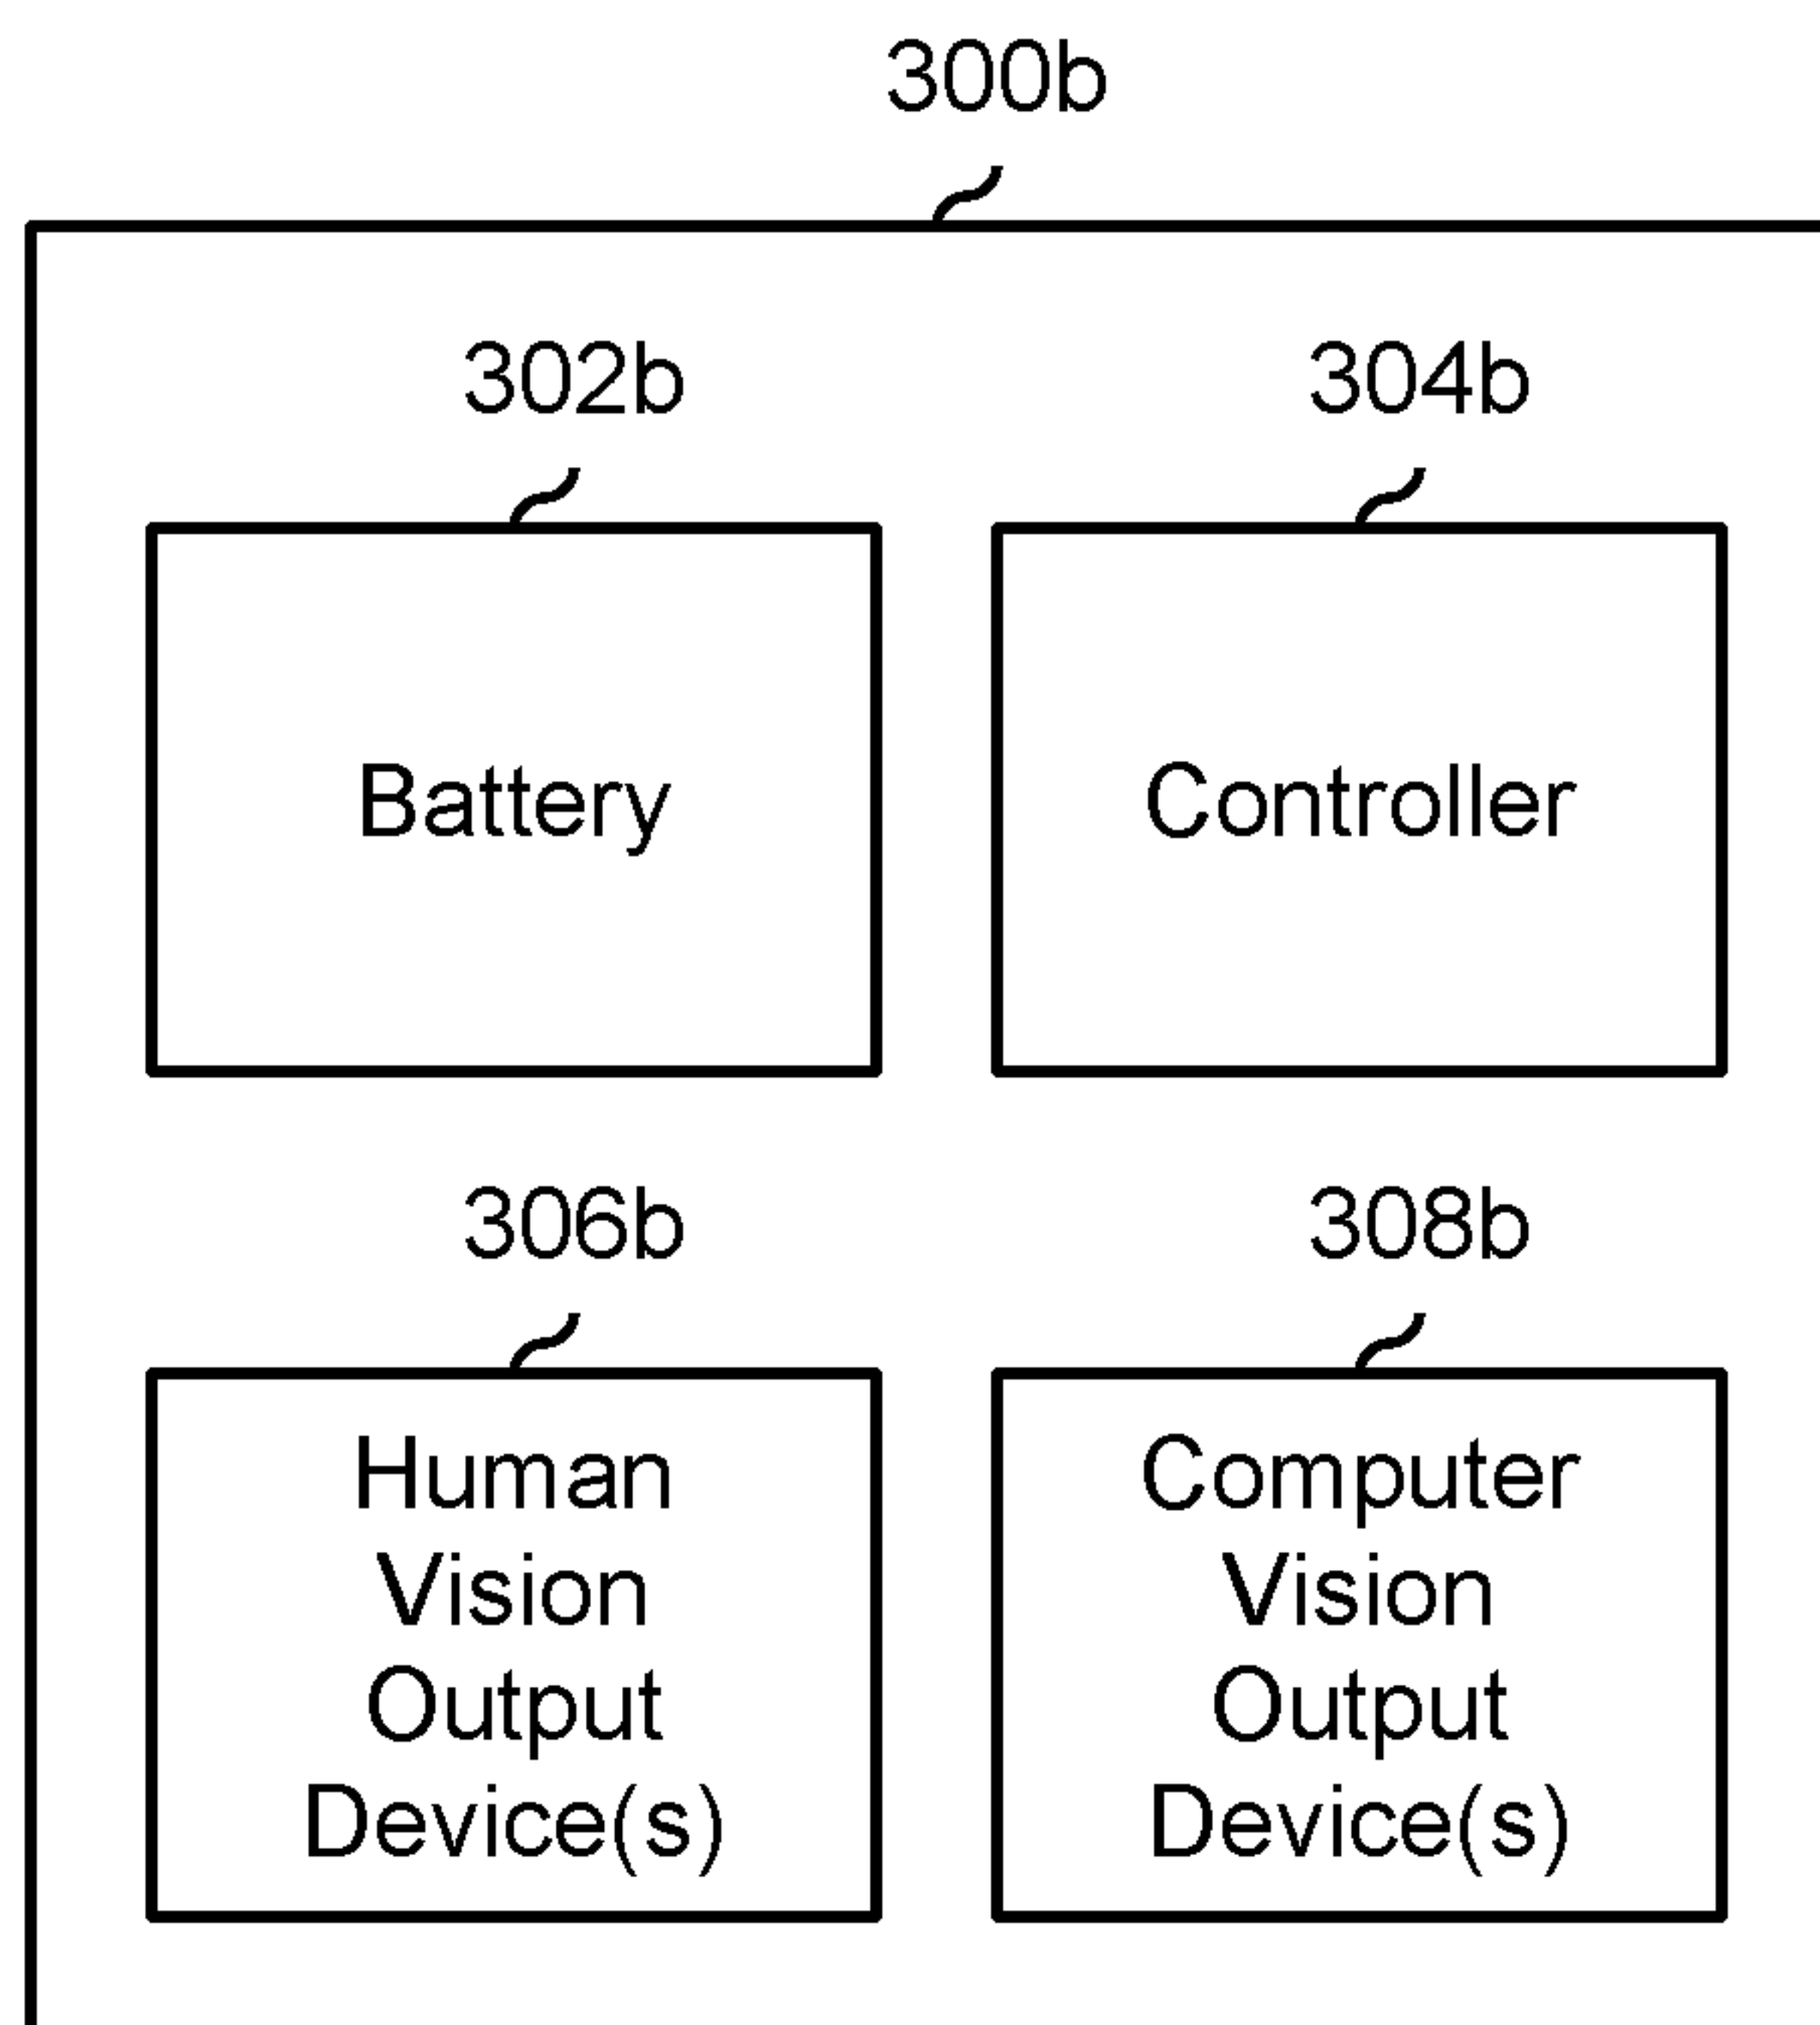 300b
302b
304b
Battery
Controller
306b
308b
Human
Vision
Output
Device(s)
Computer
Vision
Output
Device(s)